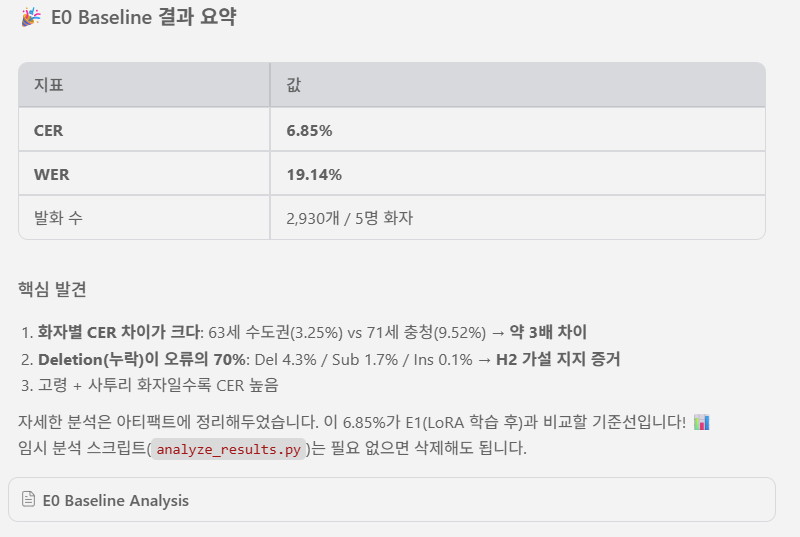 🎉 E0 Baseline 결과 요약
지표 값
CER 6.85%
WER 19.14%
발화 수 2,930개 / 5명 화자
핵심 발견
1. 화자별 CER 차이가 크다: 63세 수도권(3.25%) vs 71세 충청(9.52%) → 약 3배 차이
2. Deletion(누락)이 오류의 70%: Del 4.3% / Sub 1.7% / Ins 0.1% → H2 가설 지지 증거
3. 고령 + 사투리 화자일수록 CER 높음
자세한 분석은 아티팩트에 정리해두었습니다. 이 6.85%가 E1(LoRA 학습 후)과 비교할 기준선입니다! 📊
임시 분석 스크립트(analyze_results.py)는 필요 없으면 삭제해도 됩니다.
E0 Baseline Analysis